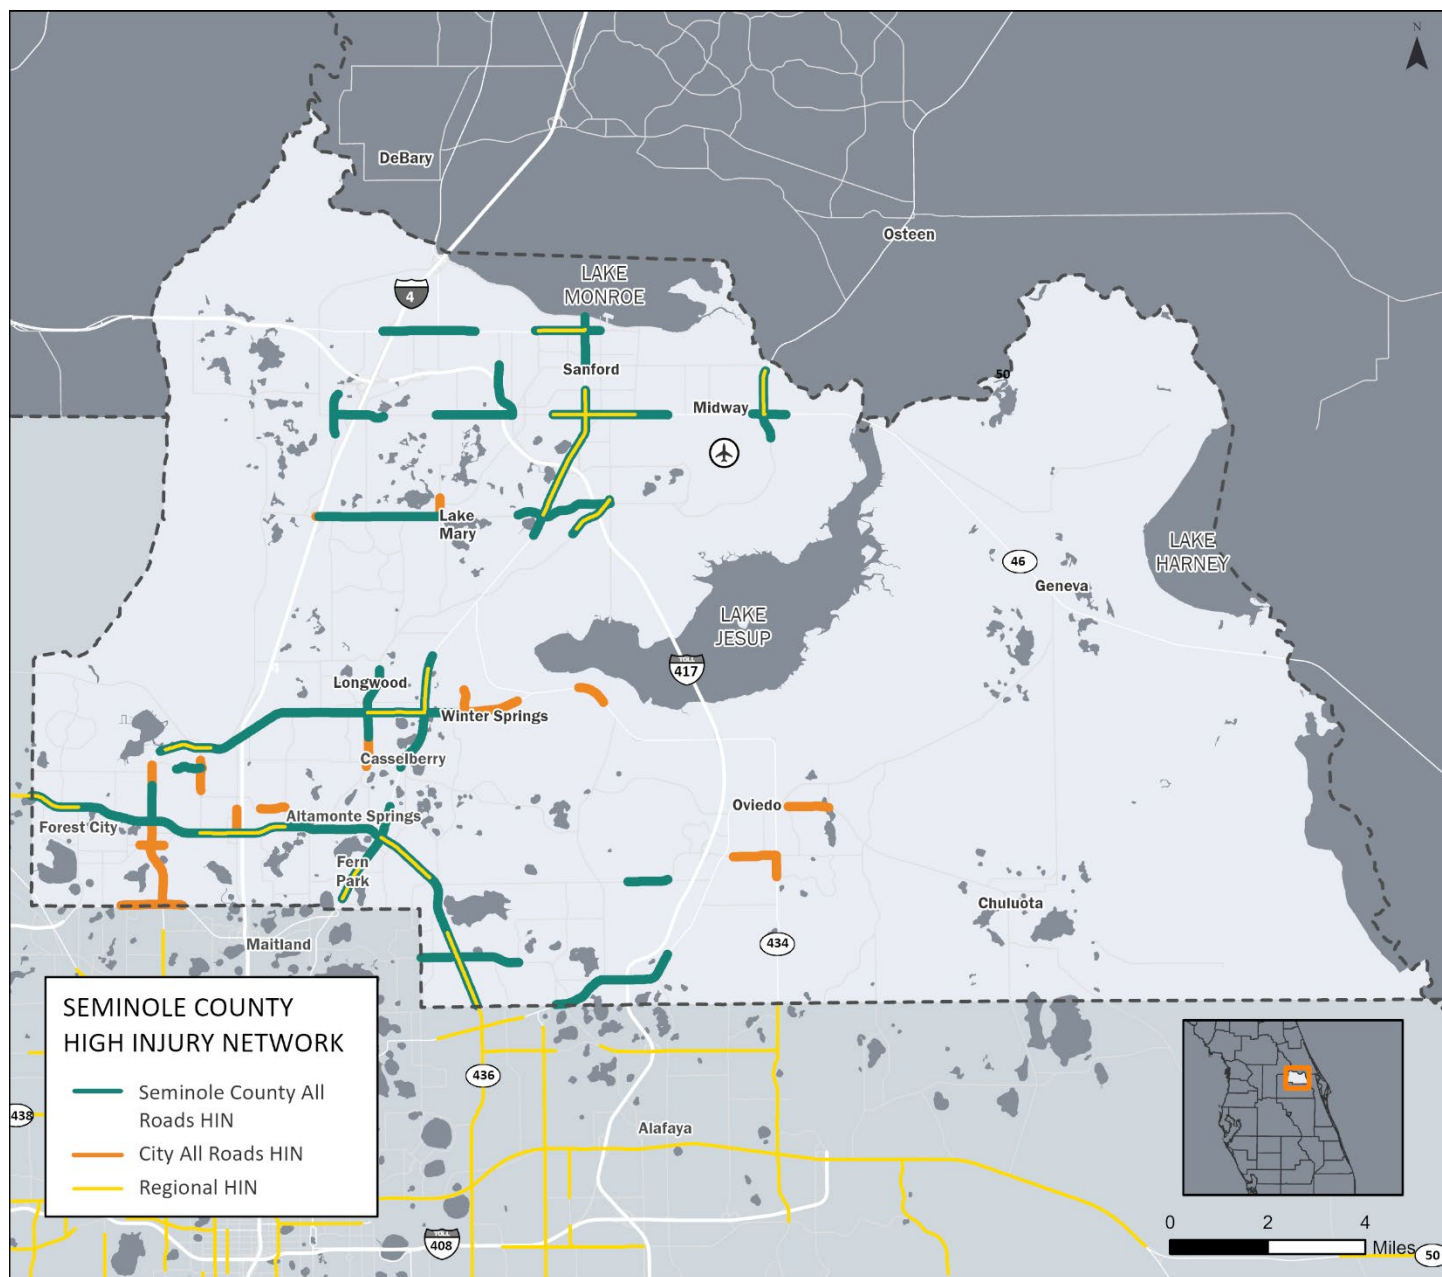 N
DeBary
Osteen
LAKE
MONROE
4
Sanford
50
Midway
Lake
Mary
46
Geneva
LAKE
HARNEY
LAKE
JESUP
TOLL
417
Longwood
Winter Springs
Casselberry
Oviedo
Altamonte Springs
Forest City
Fern
Park
Chuluota
Maitland
434
SEMINOLE COUNTY
HIGH INJURY NETWORK
Seminole County All
Roads HIN
City All Roads HIN
Regional HIN
436
438
Alafaya
TOLL
408
0 2 4
Miles
50